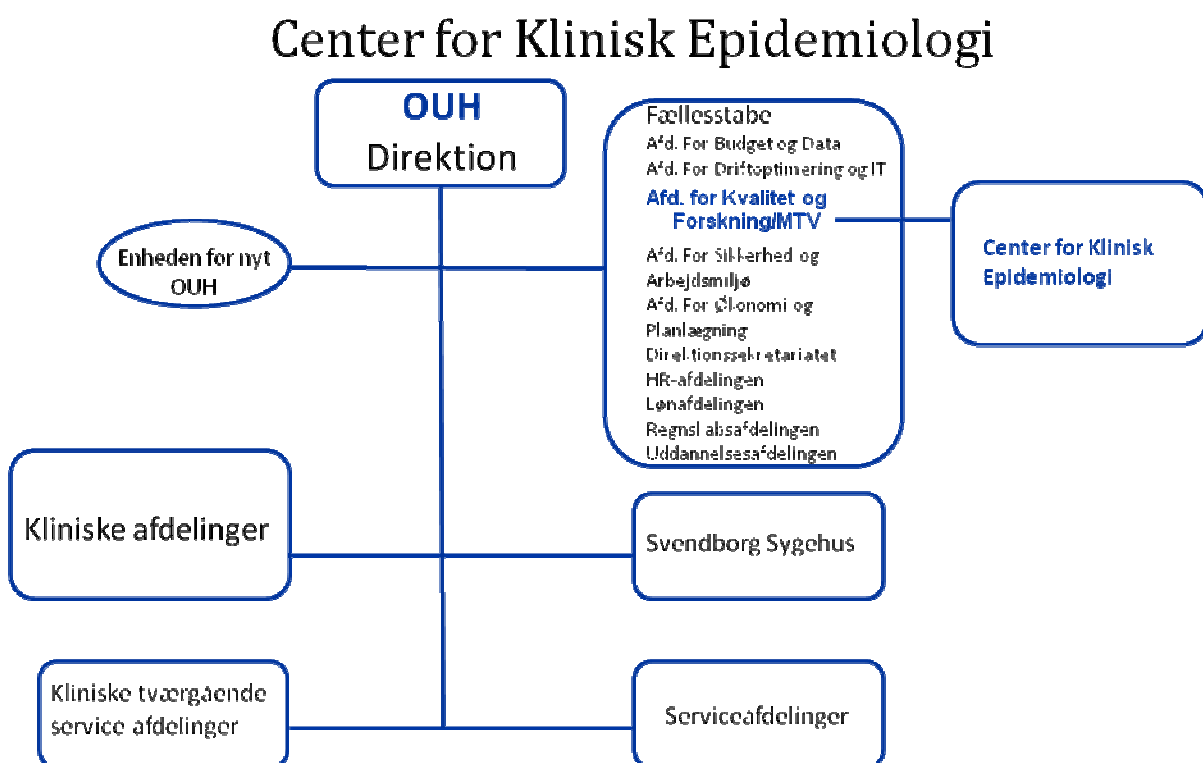 Center for Klinisk Epidemiologi
OUH
Direktion
Fællesstabe
Afd. For Budget og Data
Afd. For Driftoptimering og IT
Afd. for Kvalitet og
Forskning/MTV
Afd. For Sikkerhed og
Arbejdsmiljø
Afd. For Økonomi og
Planlægning
Direktionssekretariatet
HR-afdelingen
Lønafdelingen
Regnskabsafdelingen
Uddannelsesafdelingen
Center for Klinisk
Epidemiologi
Enheden for nyt
OUH
Kliniske afdelinger
Svendborg Sygehus
Kliniske tværgående
service afdelinger
Serviceafdelinger